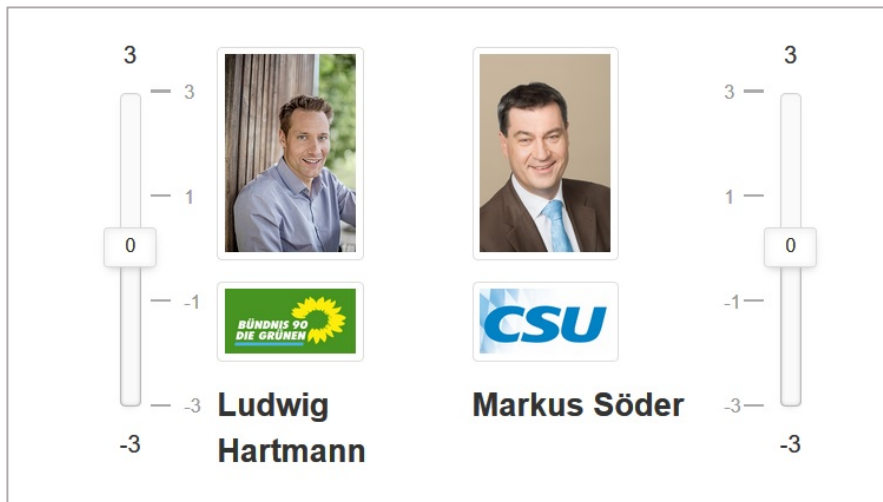 3
3
1
0
-1
-3
-3
BÜNDNIS 90
DIE GRÜNEN
Ludwig
Hartmann
CSU
Markus Söder
3
3
1
0
-1
-3
-3